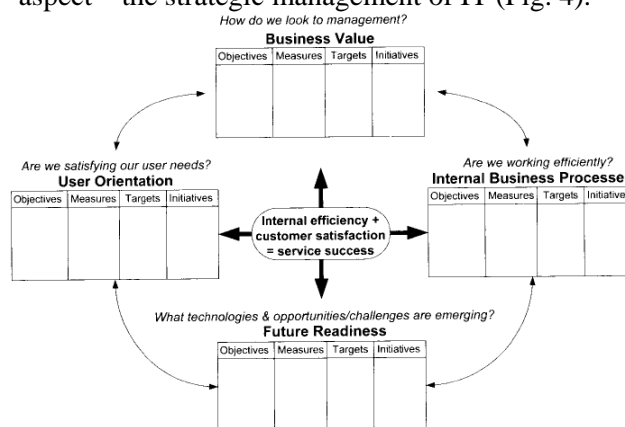 aspect – the strategic management of IT (Fig. 4).
How do we look to management?
Business Value
Objectives Measures Targets Initiatives
Are we satisfying our user needs?
User Orientation
Objectives Measures Targets Initiatives
Internal efficiency +
customer satisfaction
= service success
Are we working efficiently?
Internal Business Processe
Objectives Measures Targets Initiative
What technologies & opportunities/challenges are emerging?
Future Readiness
Objectives Measures Targets Initiatives